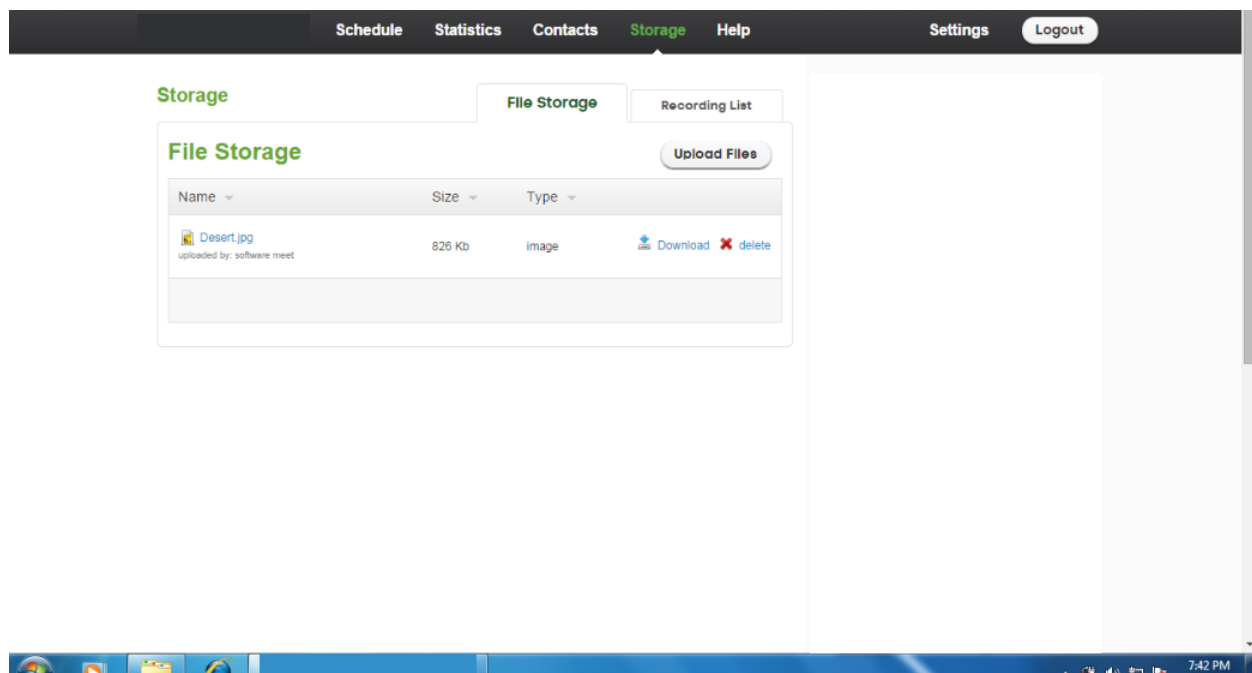 Schedule Statistics Contacts Storage Help Settings Logout
Storage
File Storage Recording List
File Storage
Upload Files
Name Size Type
Desert.jpg
uploaded by: software meet
826 Kb image Download delete
7:42 PM